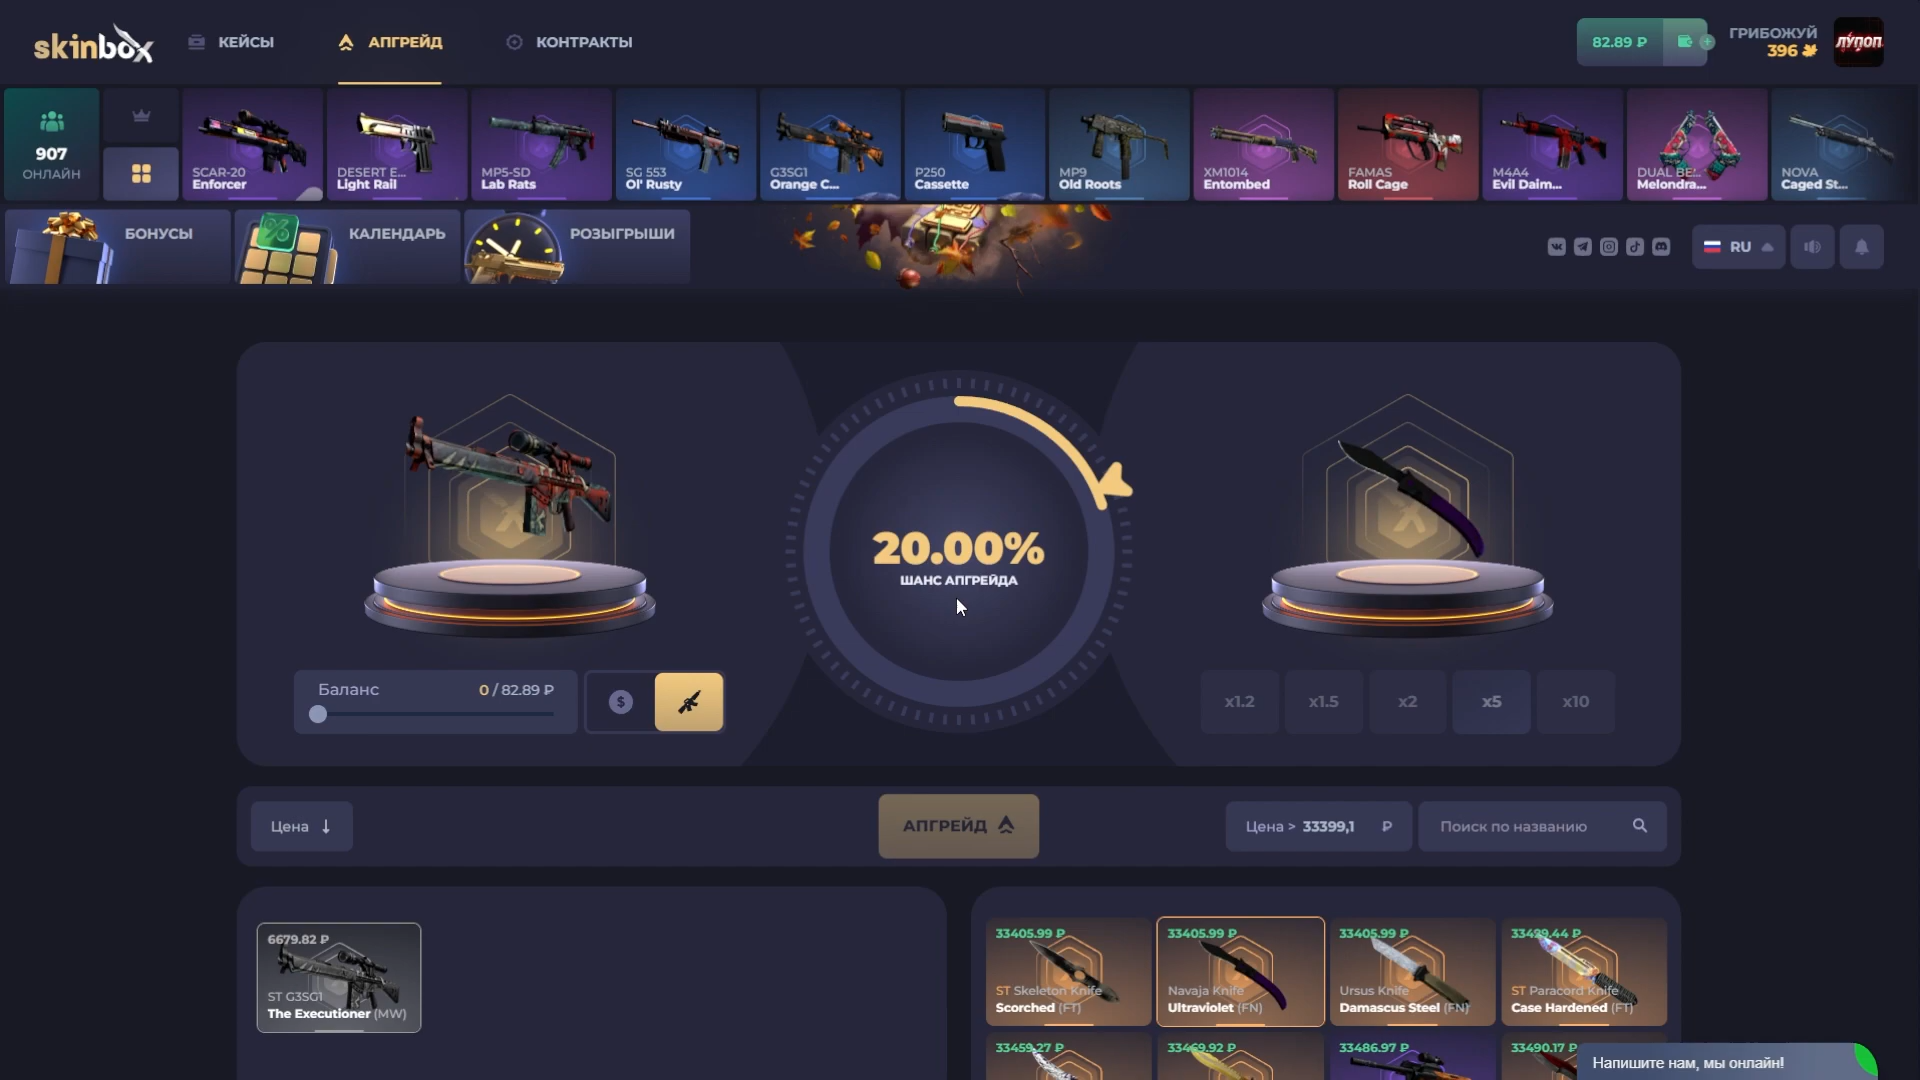 skinbox
КЕЙСЫ
АПГРЕЙД
КОНТРАКТЫ
82.89 ₽
ГРИБОЖУЙ
396
ЛУПОП
907
ОНЛАЙН
SCAR-20
Enforcer
DESERT E...
Light Rail
MP5-SD
Lab Rats
SG 553
Ol' Rusty
G3SG1
Orange C...
P250
Cassette
MP9
Old Roots
XM1014
Entombed
FAMAS
Roll Cage
M4A4
Evil Daim...
DUAL BE...
Melondra...
NOVA
Caged St...
БОНУСЫ
КАЛЕНДАРЬ
РОЗЫГРЫШИ
RU
20.00%
ШАНС АПГРЕЙДА
Баланс
0 / 82.89 ₽
$
x1.2
x1.5
x2
x5
x10
Цена ↓
АПГРЕЙД
Цена > 33399,1 ₽
Поиск по названию
6679.82 ₽
ST G3SG1
The Executioner (MW)
33405.99 ₽
ST Skeleton Knife
Scorched (FT)
33405.99 ₽
Navaja Knife
Ultraviolet (FN)
33405.99 ₽
Ursus Knife
Damascus Steel (FN)
33429.44 ₽
ST Paracord Knife
Case Hardened (FT)
33459.27 ₽
33469.92 ₽
33486.97 ₽
33490.17 ₽
Напишите нам, мы онлайн!